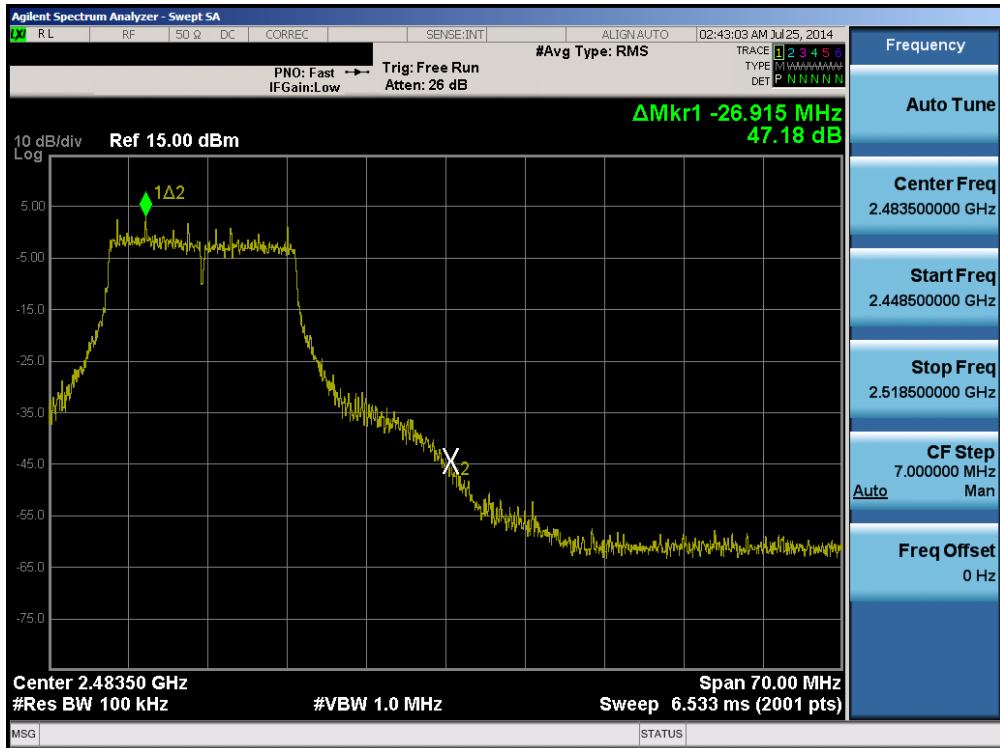 Agilent Spectrum Analyzer - Swept SA
LXI RL RF 50 Ω DC CORREC SENSE:INT ALIGN AUTO 02:43:03 AM Jul 25, 2014
#Avg Type: RMS TRACE 1 2 3 4 5 6
PNO: Fast Trig: Free Run TYPE M WWWWW
IFGain:Low Atten: 26 dB DET P N N N N N
Frequency
ΔMkr1 -26.915 MHz
47.18 dB
10 dB/div Ref 15.00 dBm
Log
1Δ2
5.00
-5.00
-15.0
-25.0
-35.0
-45.0
-55.0
-65.0
-75.0
X2
Center 2.48350 GHz Span 70.00 MHz
#Res BW 100 kHz #VBW 1.0 MHz Sweep 6.533 ms (2001 pts)
MSG STATUS
Auto Tune
Center Freq
2.483500000 GHz
Start Freq
2.448500000 GHz
Stop Freq
2.518500000 GHz
CF Step
7.000000 MHz
Auto Man
Freq Offset
0 Hz